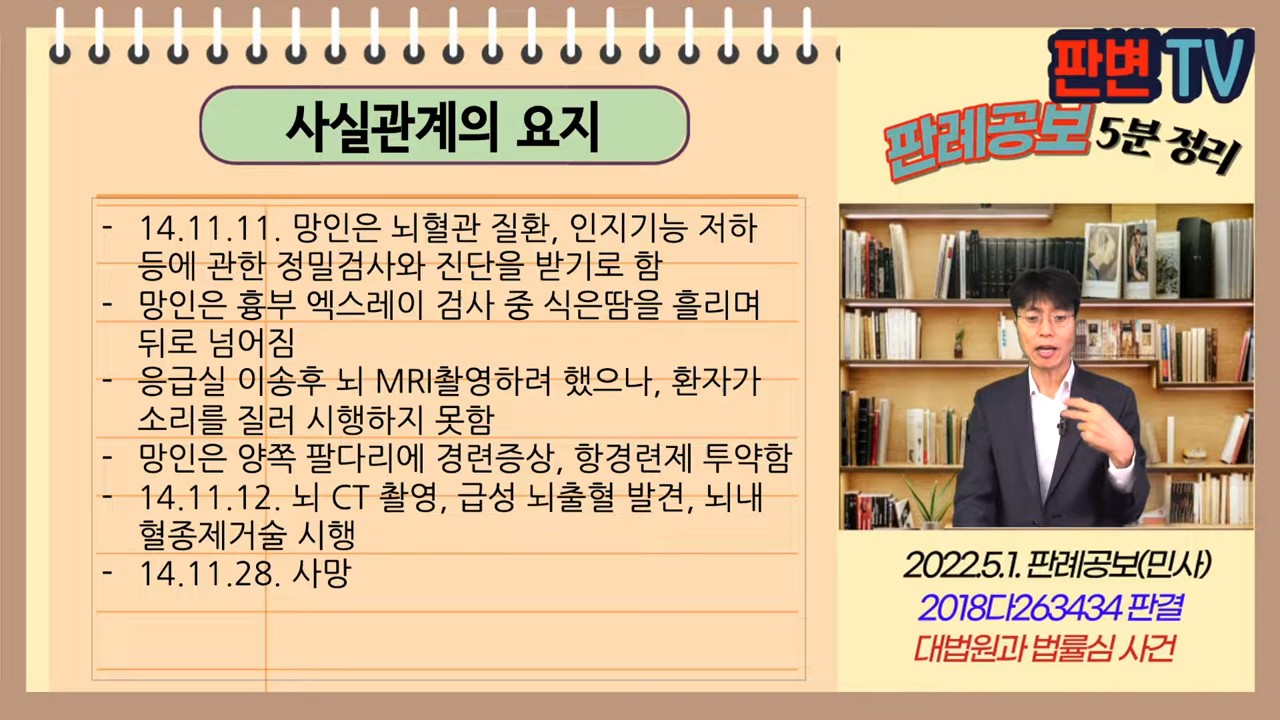 판변 TV
판례공보 5분 정리
사실관계의 요지
- 14.11.11. 망인은 뇌혈관 질환, 인지기능 저하
등에 관한 정밀검사와 진단을 받기로 함
- 망인은 흉부 엑스레이 검사 중 식은땀을 흘리며
뒤로 넘어짐
- 응급실 이송후 뇌 MRI촬영하려 했으나, 환자가
소리를 질러 시행하지 못함
- 망인은 양쪽 팔다리에 경련증상, 항경련제 투약함
- 14.11.12. 뇌 CT 촬영, 급성 뇌출혈 발견, 뇌내
혈종제거술 시행
- 14.11.28. 사망
2022.5.1. 판례공보(민사)
2018다263434 판결
대법원과 법률심 사건